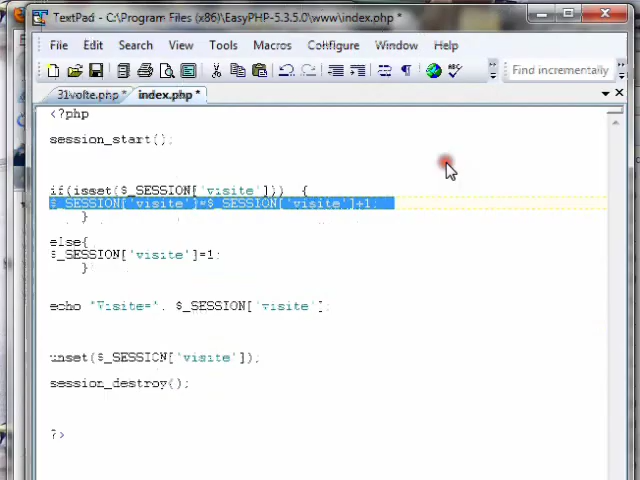 TextPad - C:\Program Files (x86)\EasyPHP-5.3.5.0\www\index.php *
File Edit Search View Tools Macros Configure Window Help
Find incrementally
31volte.php * index.php *
<?php
session_start();
if(isset($_SESSION['visite'])) {
$_SESSION['visite']=$_SESSION['visite']+1;
}
else{
$_SESSION['visite']=1;
}
echo "Visite=". $_SESSION['visite'];
unset($_SESSION['visite']);
session_destroy();
?>